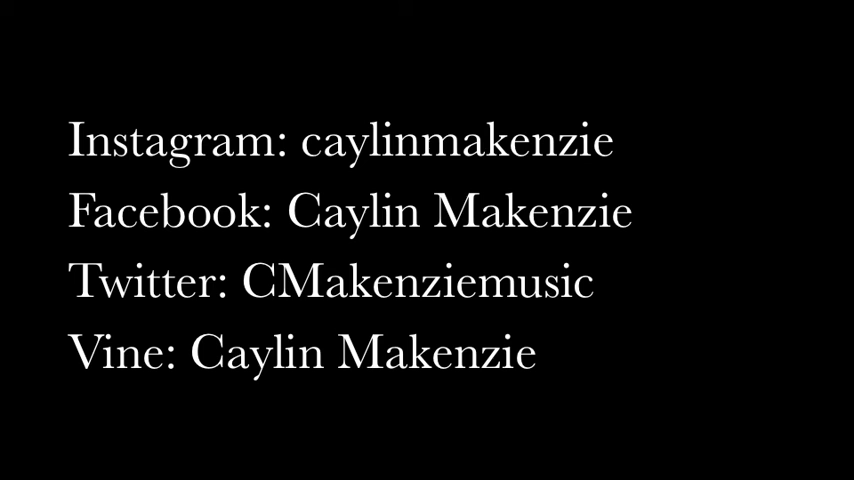 Instagram: caylinmakenzie
Facebook: Caylin Makenzie
Twitter: CMakenziemusic
Vine: Caylin Makenzie